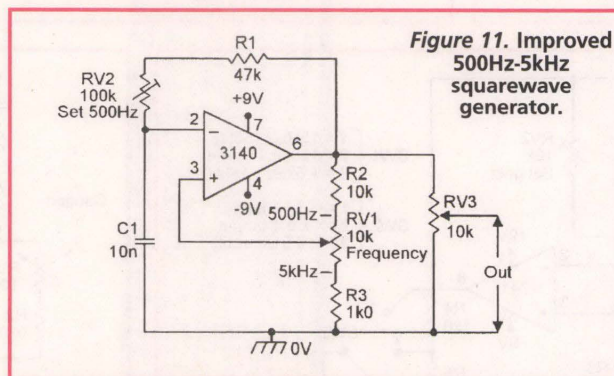 Figure 11. Improved
500Hz-5kHz
squarewave
generator.
R1
47k
RV2
100k
Set 500Hz
+9V
7
2
3140
6
3
4
-9V
C1
10n
R2
10k
500Hz
RV1
10k
Frequency
5kHz
R3
1k0
RV3
10k
Out
0V